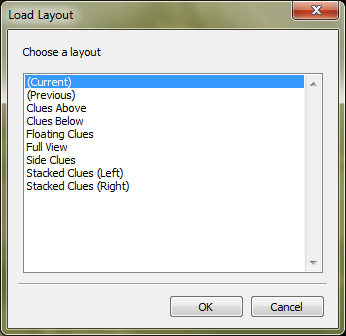 Load Layout
Choose a layout
(Current)
(Previous)
Clues Above
Clues Below
Floating Clues
Full View
Side Clues
Stacked Clues (Left)
Stacked Clues (Right)
OK
Cancel